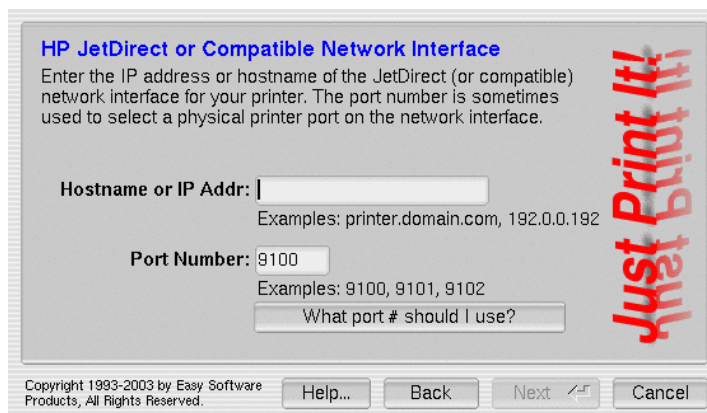 HP JetDirect or Compatible Network Interface
Enter the IP address or hostname of the JetDirect (or compatible)
network interface for your printer. The port number is sometimes
used to select a physical printer port on the network interface.
Hostname or IP Addr:
Examples: printer.domain.com, 192.0.0.192
Port Number: 9100
Examples: 9100, 9101, 9102
What port # should I use?
Just Print It!
Copyright 1993-2003 by Easy Software
Products, All Rights Reserved.
Help... Back Next Cancel